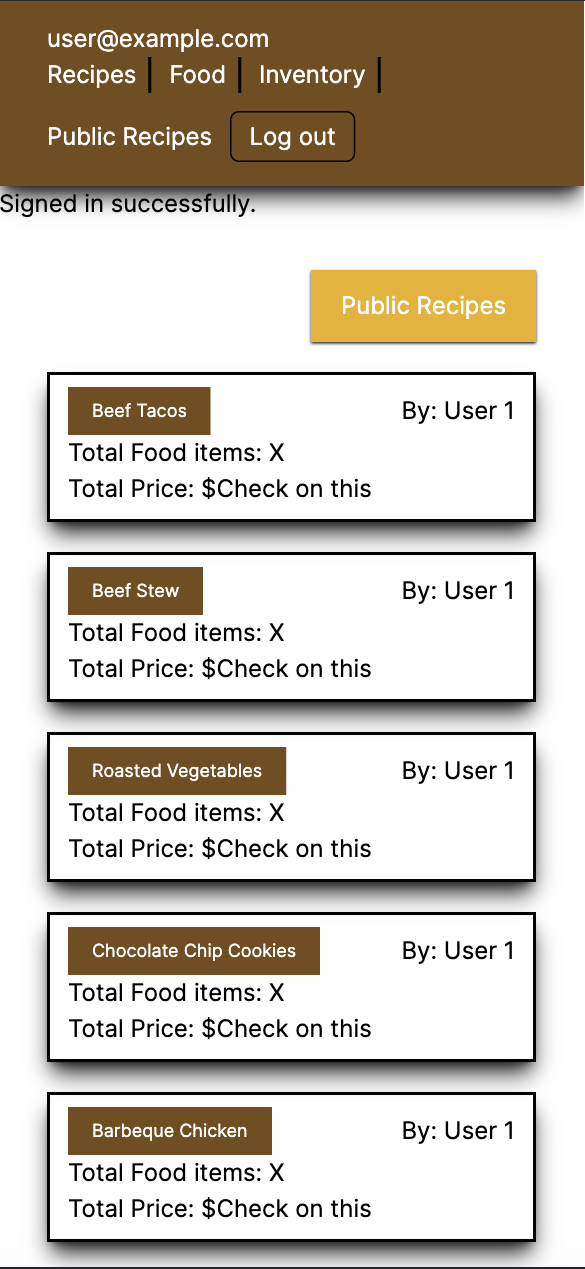 user@example.com
Recipes Food Inventory
Public Recipes Log out
Signed in successfully.
Public Recipes
Beef Tacos By: User 1
Total Food items: X
Total Price: $Check on this
Beef Stew By: User 1
Total Food items: X
Total Price: $Check on this
Roasted Vegetables By: User 1
Total Food items: X
Total Price: $Check on this
Chocolate Chip Cookies By: User 1
Total Food items: X
Total Price: $Check on this
Barbeque Chicken By: User 1
Total Food items: X
Total Price: $Check on this